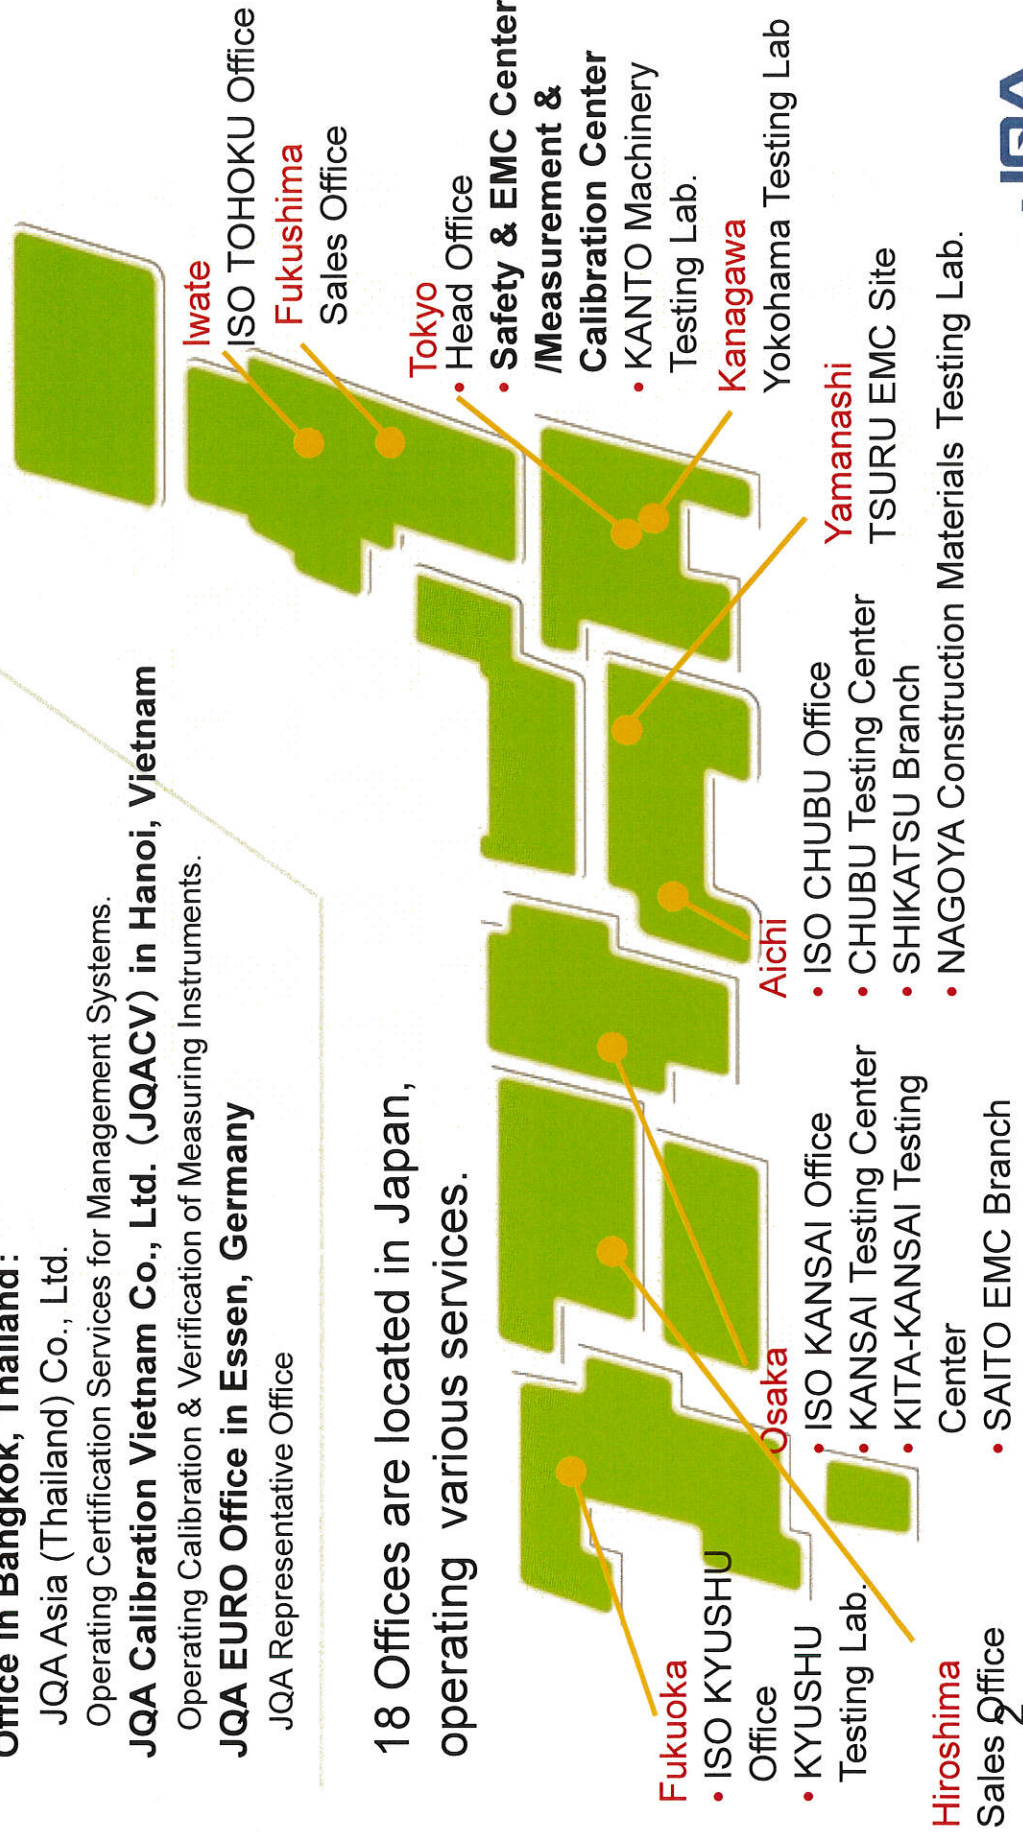 Office in Bangkok, Thailand:
JQA Asia (Thailand) Co., Ltd.
Operating Certification Services for Management Systems.
JQA Calibration Vietnam Co., Ltd. (JQACV) in Hanoi, Vietnam
Operating Calibration & Verification of Measuring Instruments.
JQA EURO Office in Essen, Germany
JQA Representative Office
18 Offices are located in Japan,
operating various services.
Iwate
ISO TOHOKU Office
Fukushima
Sales Office
Tokyo
• Head Office
• Safety & EMC Center
/Measurement &
Calibration Center
• KANTO Machinery
Testing Lab.
Kanagawa
Yokohama Testing Lab
Yamanashi
TSURU EMC Site
Aichi
• ISO CHUBU Office
• CHUBU Testing Center
• SHIKATSU Branch
• NAGOYA Construction Materials Testing Lab.
Osaka
• ISO KANSAI Office
• KANSAI Testing Center
• KITA-KANSAI Testing
Center
• SAITO EMC Branch
Fukuoka
• ISO KYUSHU
Office
• KYUSHU
Testing Lab.
Hiroshima
Sales Office
2
JQA